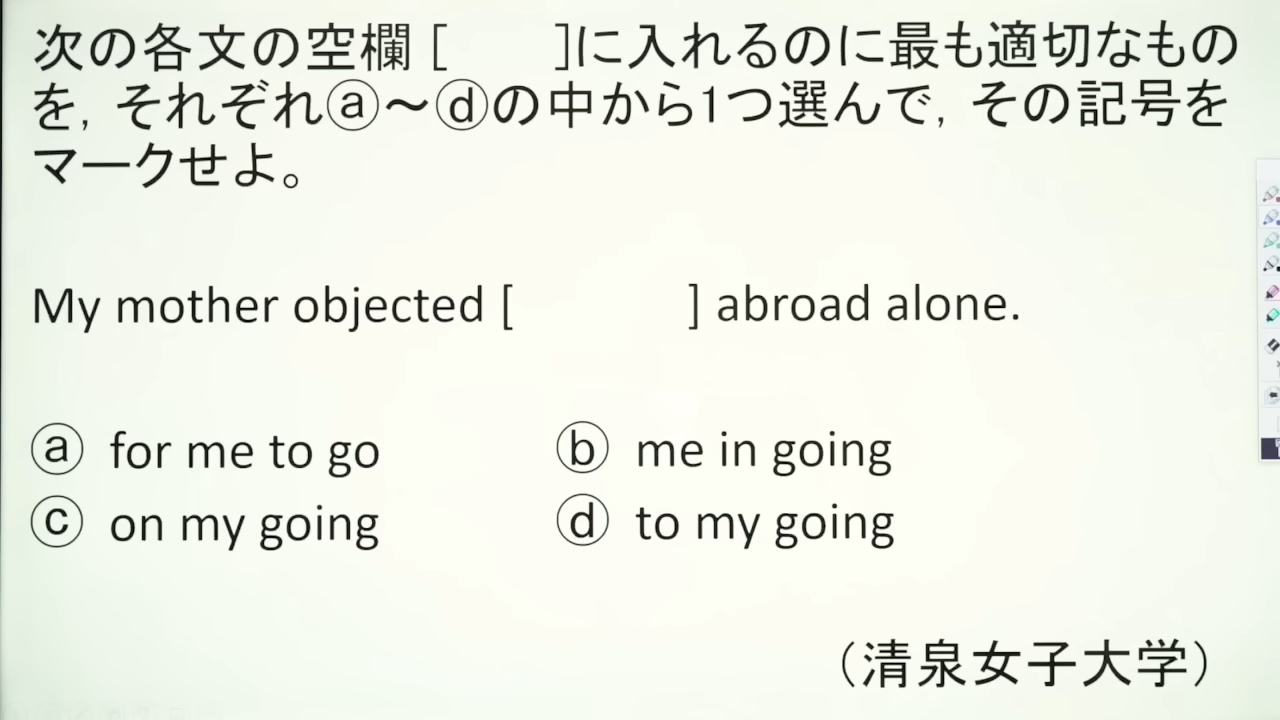 次の各文の空欄 [　　]に入れるのに最も適切なもの
を, それぞれⓐ～ⓓの中から1つ選んで, その記号を
マークせよ。
My mother objected [　　　] abroad alone.
ⓐ for me to go　　ⓑ me in going
ⓒ on my going　　ⓓ to my going
（清泉女子大学）